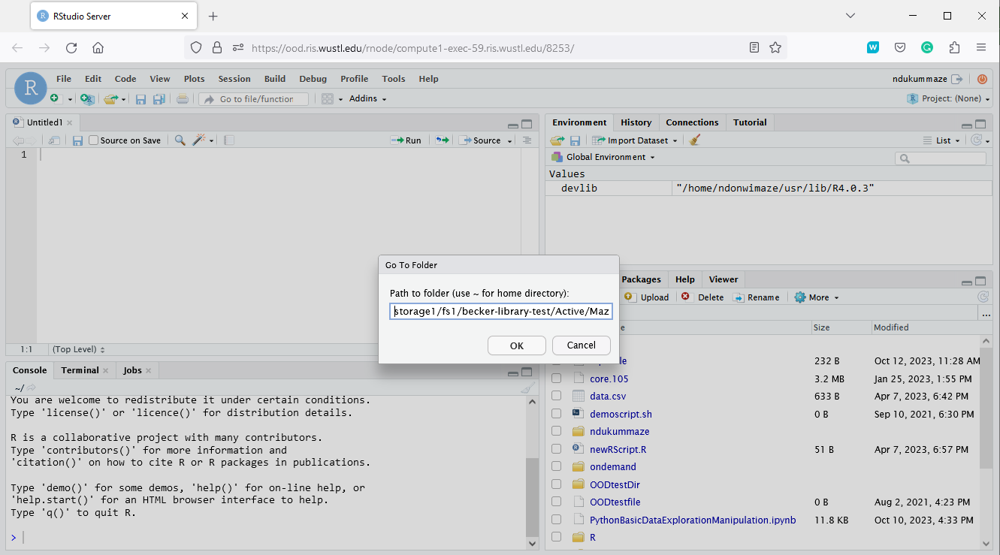 RStudio Server
https://ood.ris.wustl.edu/rnode/compute1-exec-59.ris.wustl.edu/8253/
File Edit Code View Plots Session Build Debug Profile Tools Help
ndukummaze
Go to file/function
Addins
Project: (None)
Untitled1
Source on Save
Run
Source
1
1:1
(Top Level)
Environment History Connections Tutorial
Import Dataset
List
Global Environment
Values
devlib "/home/ndonwimaze/usr/lib/R4.0.3"
Go To Folder
Path to folder (use ~ for home directory):
storage1/fs1/becker-library-test/Active/Maz
OK
Cancel
Console Terminal Jobs
~/
You are welcome to redistribute it under certain conditions.
Type 'license()' or 'licence()' for distribution details.
R is a collaborative project with many contributors.
Type 'contributors()' for more information and
'citation()' on how to cite R or R packages in publications.
Type 'demo()' for some demos, 'help()' for on-line help, or
'help.start()' for an HTML browser interface to help.
Type 'q()' to quit R.
>
Packages Help Viewer
Upload Delete Rename More
...
Size Modified
232 B Oct 12, 2023, 11:28 AM
core.105 3.2 MB Jan 25, 2023, 1:55 PM
data.csv 633 B Apr 7, 2023, 6:42 PM
demoscript.sh 0 B Sep 10, 2021, 6:30 PM
ndukummaze
newRScript.R 51 B Apr 7, 2023, 6:57 PM
ondemand
OODtestDir
OODtestfile 0 B Aug 2, 2021, 4:23 PM
PythonBasicDataExplorationManipulation.ipynb 11.8 KB Oct 10, 2023, 4:33 PM
R